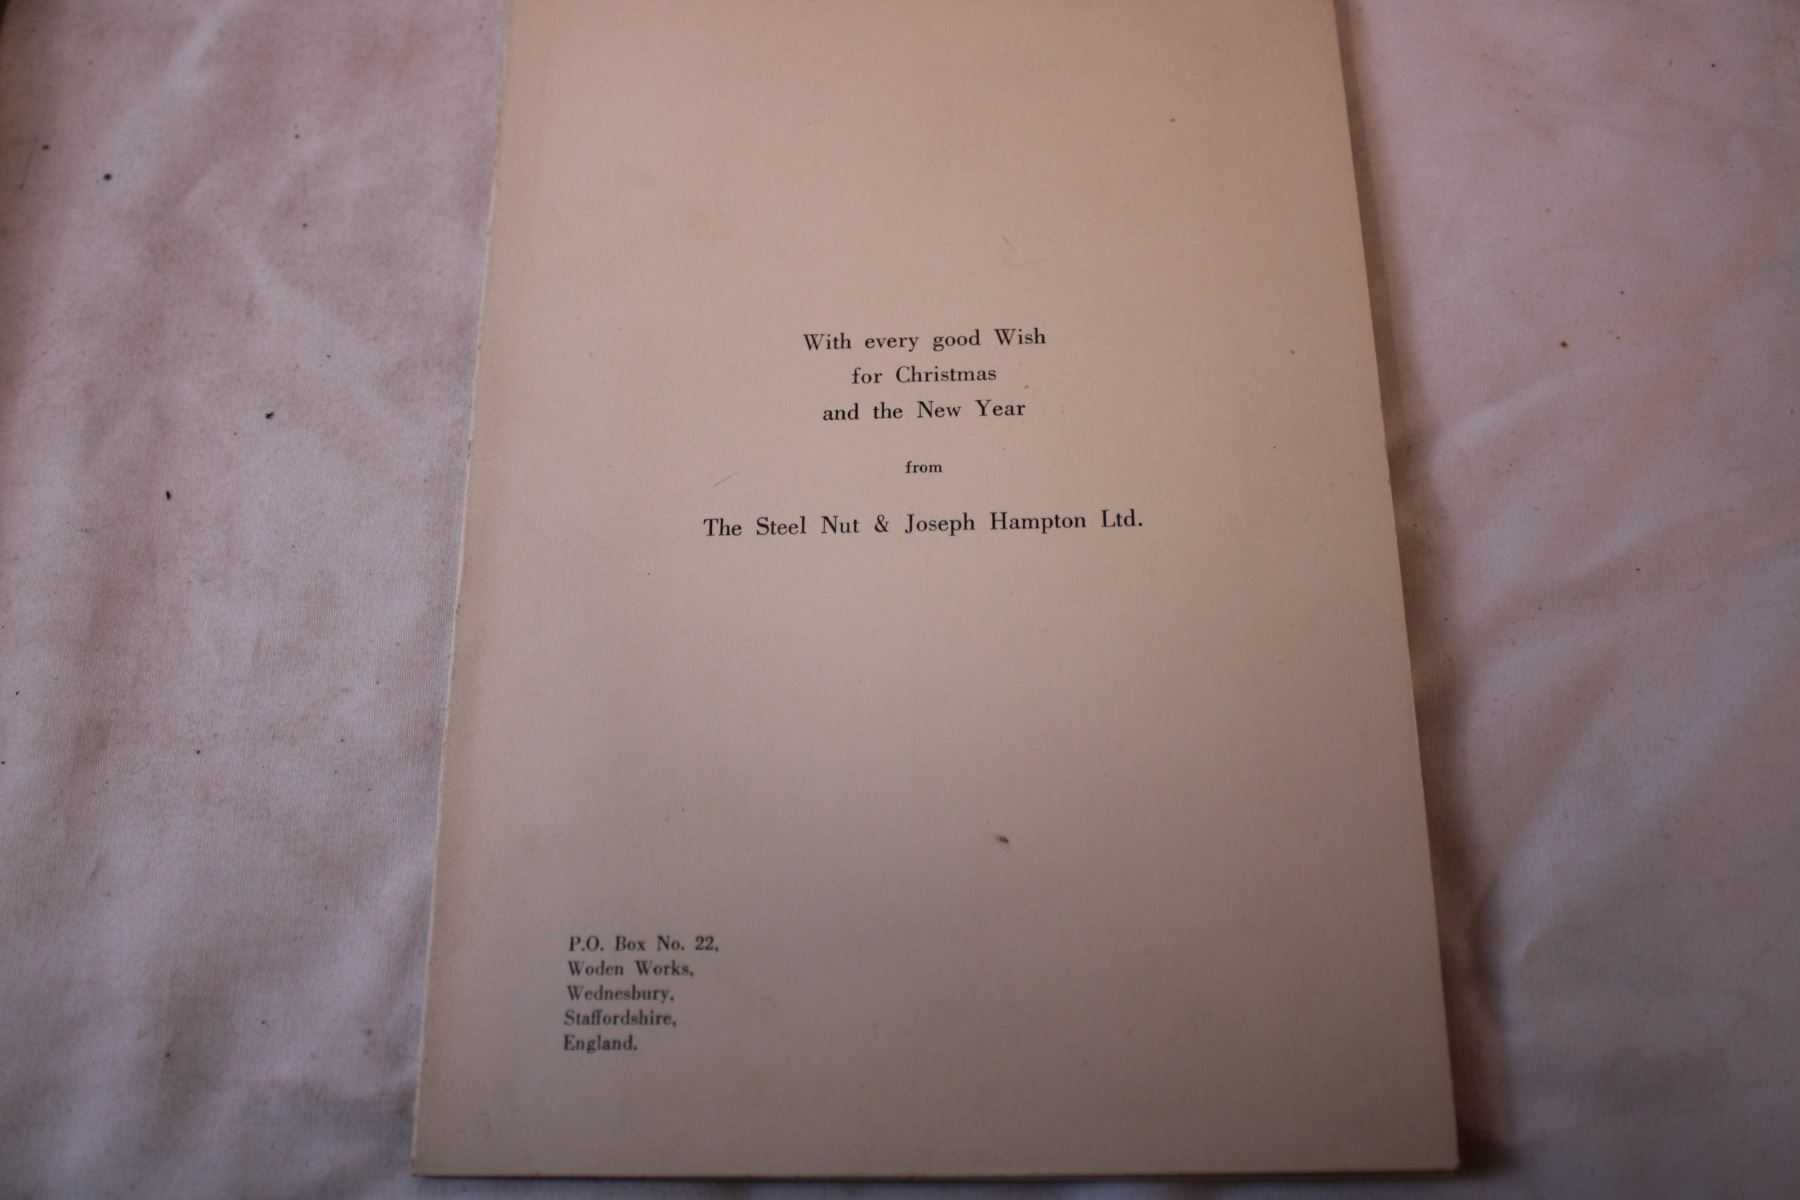 With every good Wish
for Christmas
and the New Year
from
The Steel Nut & Joseph Hampton Ltd.
P.O. Box No. 22,
Woden Works,
Wednesbury,
Staffordshire,
England.